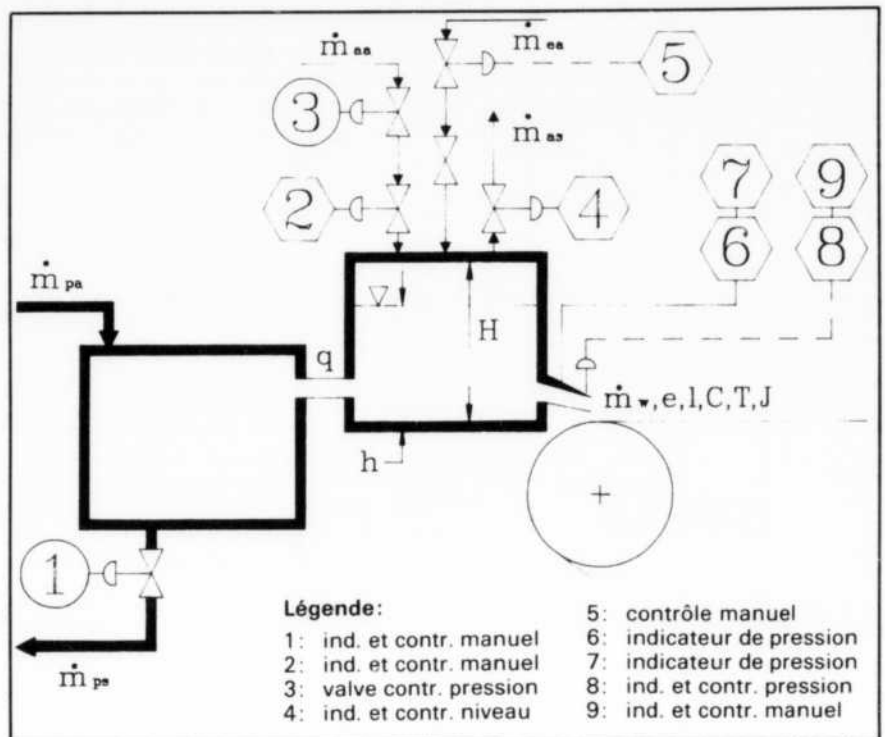 ṁ aa
ṁ ea
5
3
ṁ as
2
4
7
9
6
8
ṁ pa
q
H
ṁ w,e,l,C,T,J
h
1
ṁ ps
Légende:
1: ind. et contr. manuel
2: ind. et contr. manuel
3: valve contr. pression
4: ind. et contr. niveau
5: contrôle manuel
6: indicateur de pression
7: indicateur de pression
8: ind. et contr. pression
9: ind. et contr. manuel